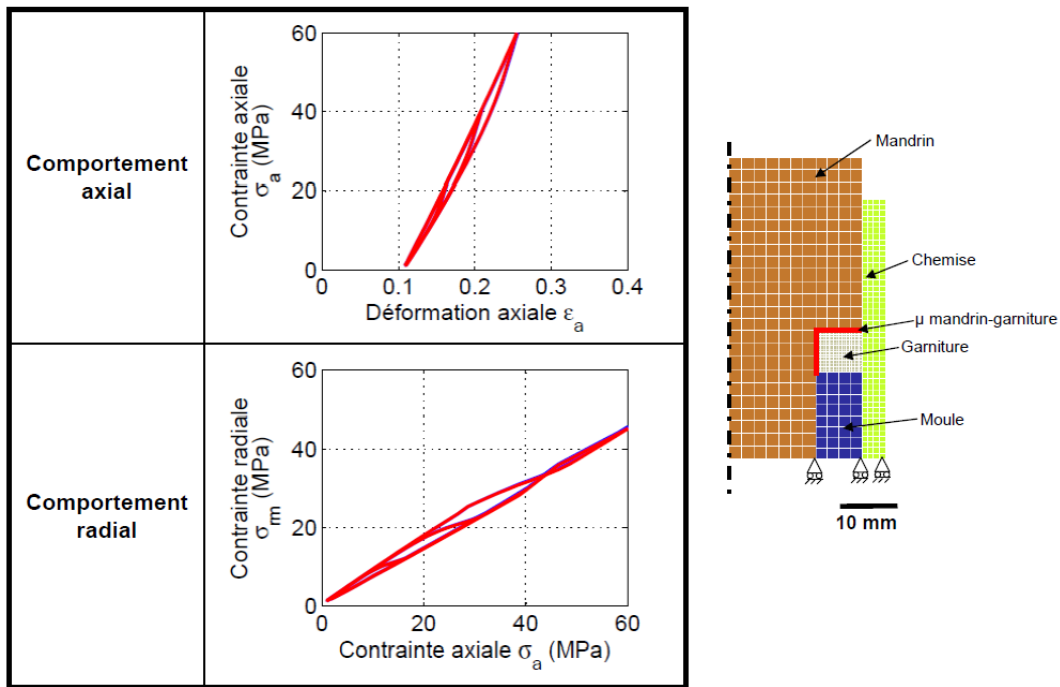 Comportement
axial
60
40
20
0
Contrainte axiale
σa (MPa)
0 0.1 0.2 0.3 0.4
Déformation axiale εa
Comportement
radial
60
40
20
0
Contrainte radiale
σrm (MPa)
0 20 40 60
Contrainte axiale σa (MPa)
Mandrin
Chemise
μ mandrin-garniture
Garniture
Moule
10 mm